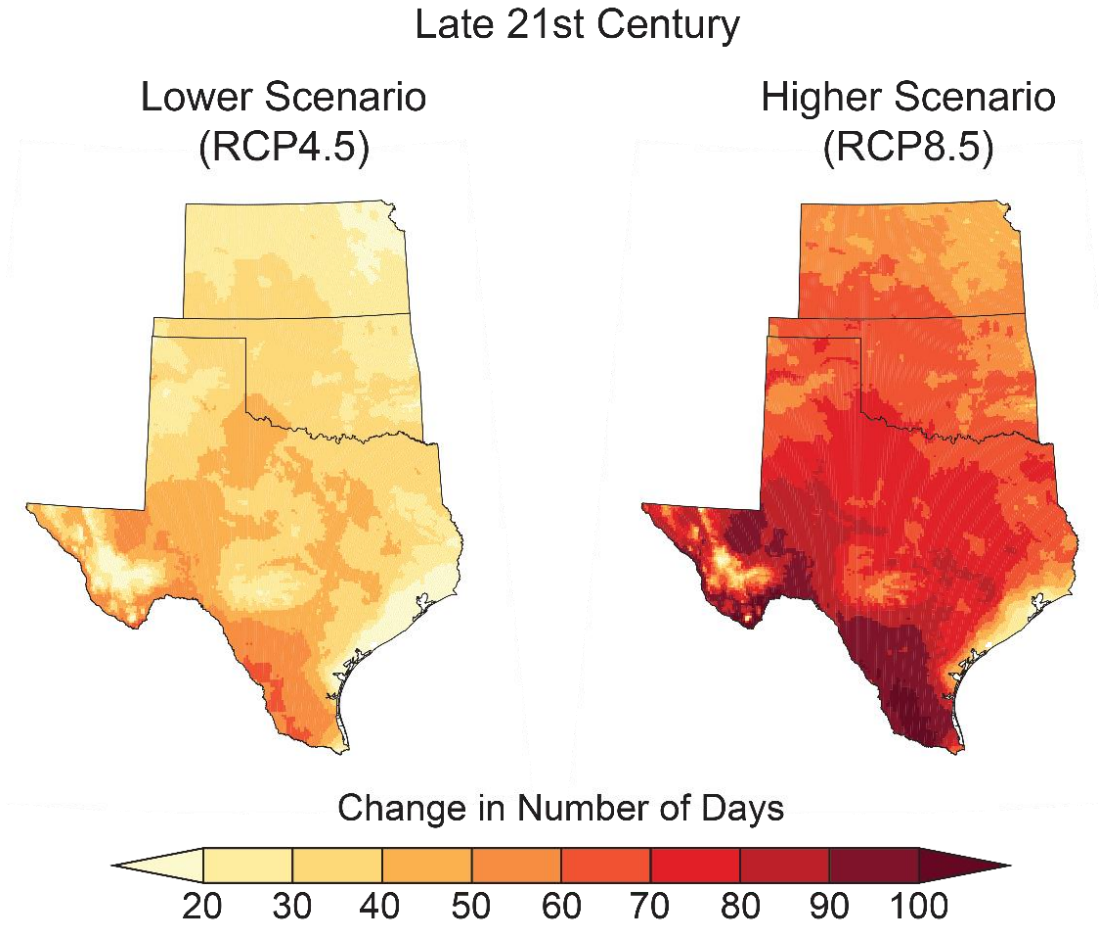 Late 21st Century
Lower Scenario
(RCP4.5)
Higher Scenario
(RCP8.5)
Change in Number of Days
20 30 40 50 60 70 80 90 100